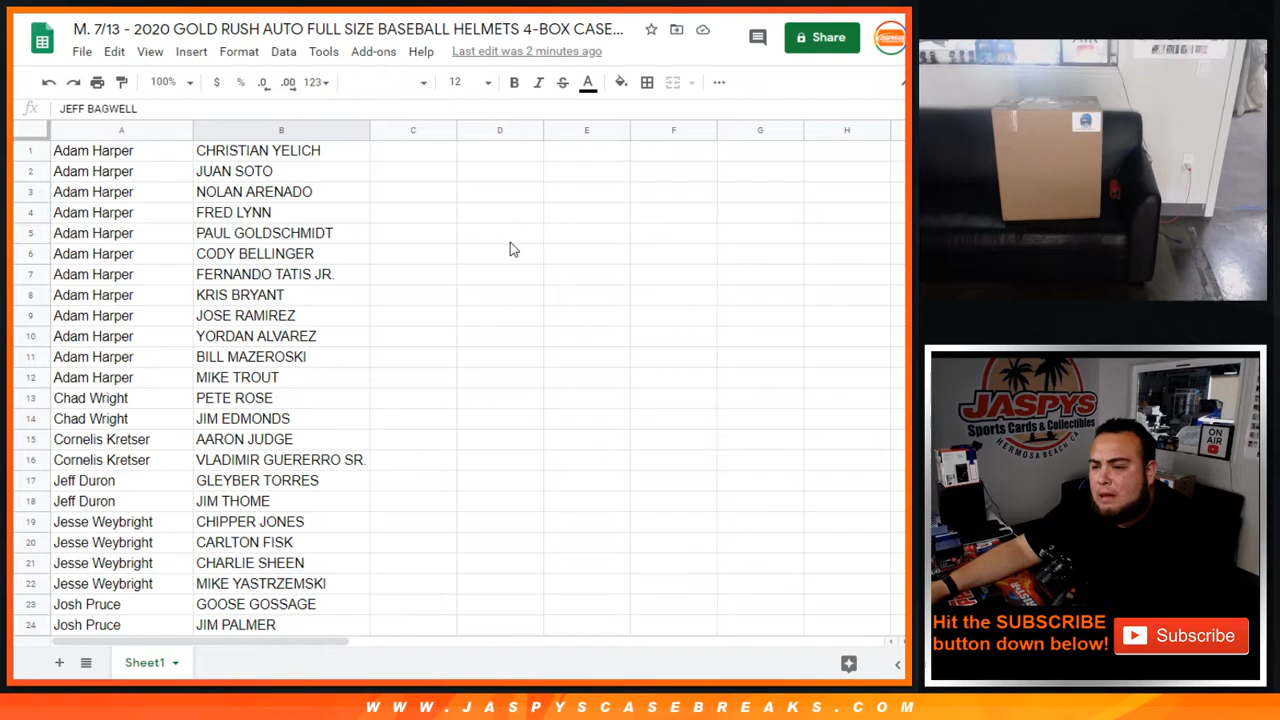 M. 7/13 - 2020 GOLD RUSH AUTO FULL SIZE BASEBALL HELMETS 4-BOX CASE...
File Edit View Insert Format Data Tools Add-ons Help Last edit was 2 minutes ago
Share
100% $ % .0 .00 123 12 B I S A
fx JEFF BAGWELL
A B C D E F G H
1 Adam Harper CHRISTIAN YELICH
2 Adam Harper JUAN SOTO
3 Adam Harper NOLAN ARENADO
4 Adam Harper FRED LYNN
5 Adam Harper PAUL GOLDSCHMIDT
6 Adam Harper CODY BELLINGER
7 Adam Harper FERNANDO TATIS JR.
8 Adam Harper KRIS BRYANT
9 Adam Harper JOSE RAMIREZ
10 Adam Harper YORDAN ALVAREZ
11 Adam Harper BILL MAZEROSKI
12 Adam Harper MIKE TROUT
13 Chad Wright PETE ROSE
14 Chad Wright JIM EDMONDS
15 Cornelis Kretser AARON JUDGE
16 Cornelis Kretser VLADIMIR GUERERRO SR.
17 Jeff Duron GLEYBER TORRES
18 Jeff Duron JIM THOME
19 Jesse Weybright CHIPPER JONES
20 Jesse Weybright CARLTON FISK
21 Jesse Weybright CHARLIE SHEEN
22 Jesse Weybright MIKE YASTRZEMSKI
23 Josh Pruce GOOSE GOSSAGE
24 Josh Pruce JIM PALMER
Sheet1
JASPYS
Sports Cards & Collectibles
HERMOSA BEACH, CA
ON AIR
Hit the SUBSCRIBE
button down below!
Subscribe
WWW.JASPYSCASEBREAKS.COM